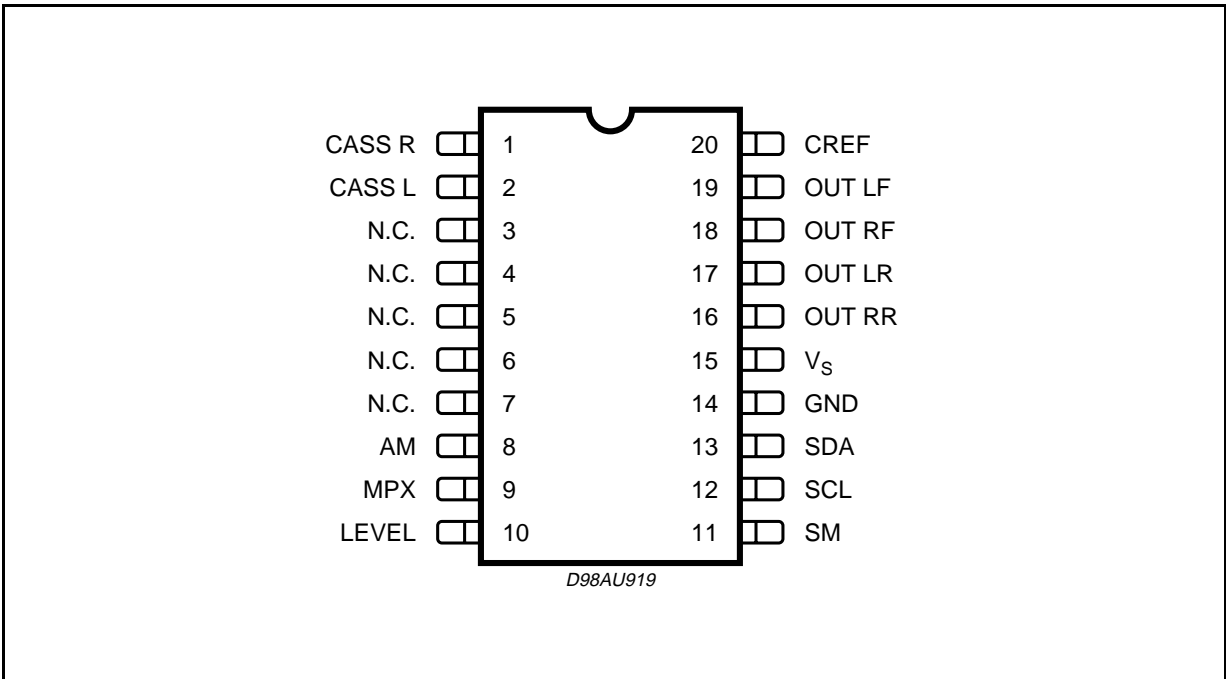 CASS R 1 20 CREF
CASS L 2 19 OUT LF
N.C. 3 18 OUT RF
N.C. 4 17 OUT LR
N.C. 5 16 OUT RR
N.C. 6 15 VS
N.C. 7 14 GND
AM 8 13 SDA
MPX 9 12 SCL
LEVEL 10 11 SM
D98AU919